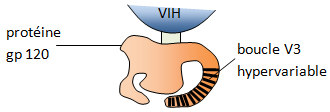 VIH
protéine
gp 120
boucle V3
hypervariable